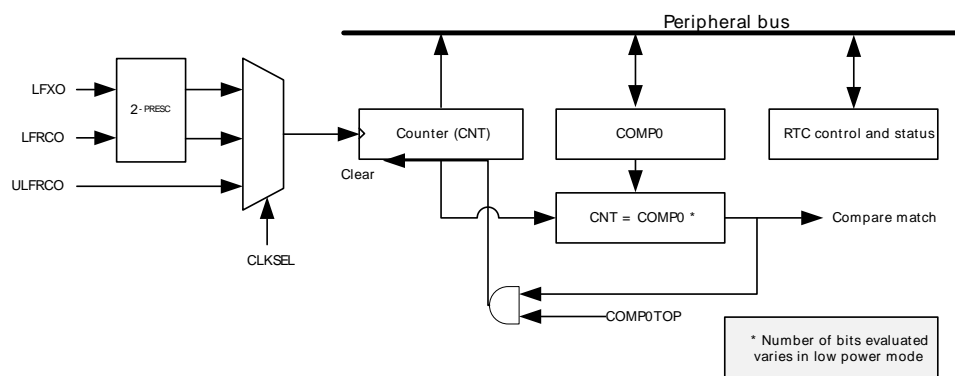 Peripheral bus
LFXO
2-PRESC
LFRCO
Counter (CNT)
COMP0
RTC control and status
Clear
ULFRCO
CNT = COMP0 *
Compare match
CLKSEL
COMP0TOP
* Number of bits evaluated
varies in low power mode